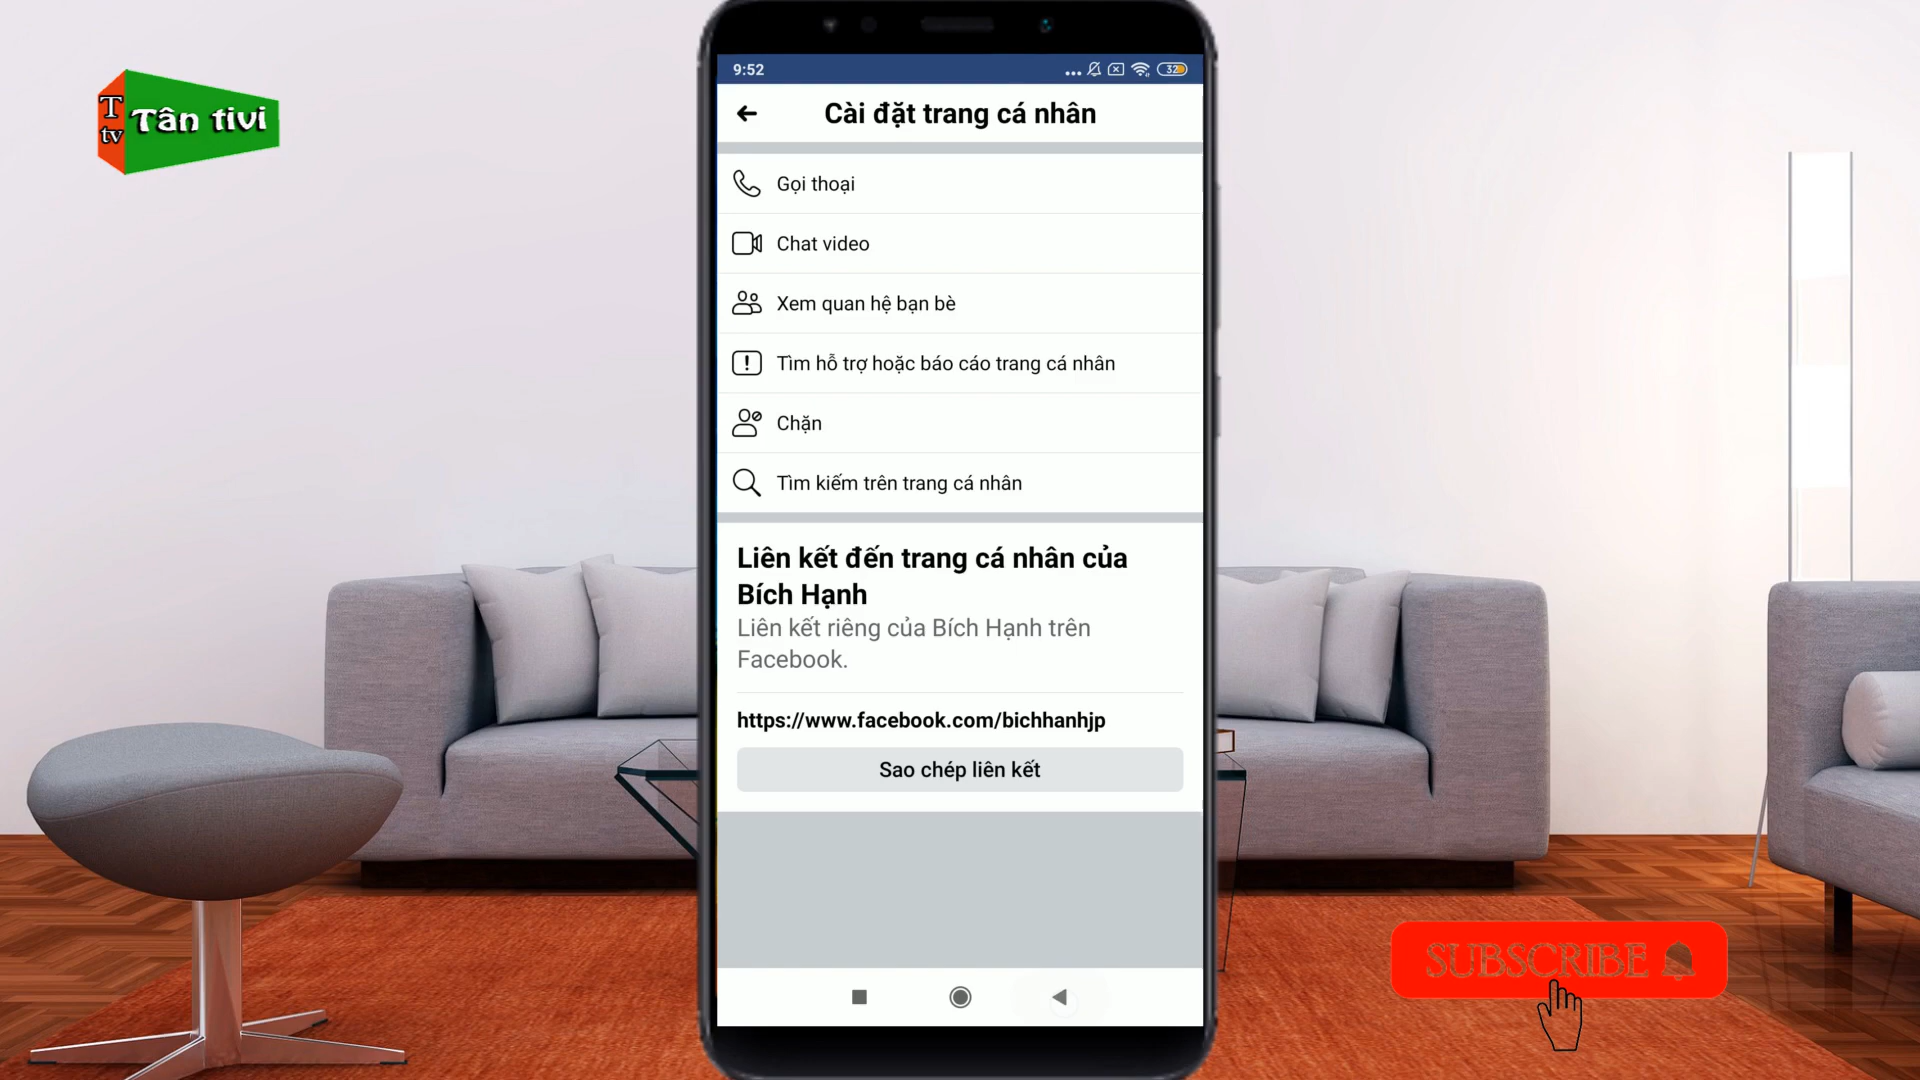 T
tv
Tân tivi
9:52
32
Cài đặt trang cá nhân
Gọi thoại
Chat video
Xem quan hệ bạn bè
Tìm hỗ trợ hoặc báo cáo trang cá nhân
Chặn
Tìm kiếm trên trang cá nhân
Liên kết đến trang cá nhân của
Bích Hạnh
Liên kết riêng của Bích Hạnh trên
Facebook.
https://www.facebook.com/bichhanhjp
Sao chép liên kết
SUBSCRIBE